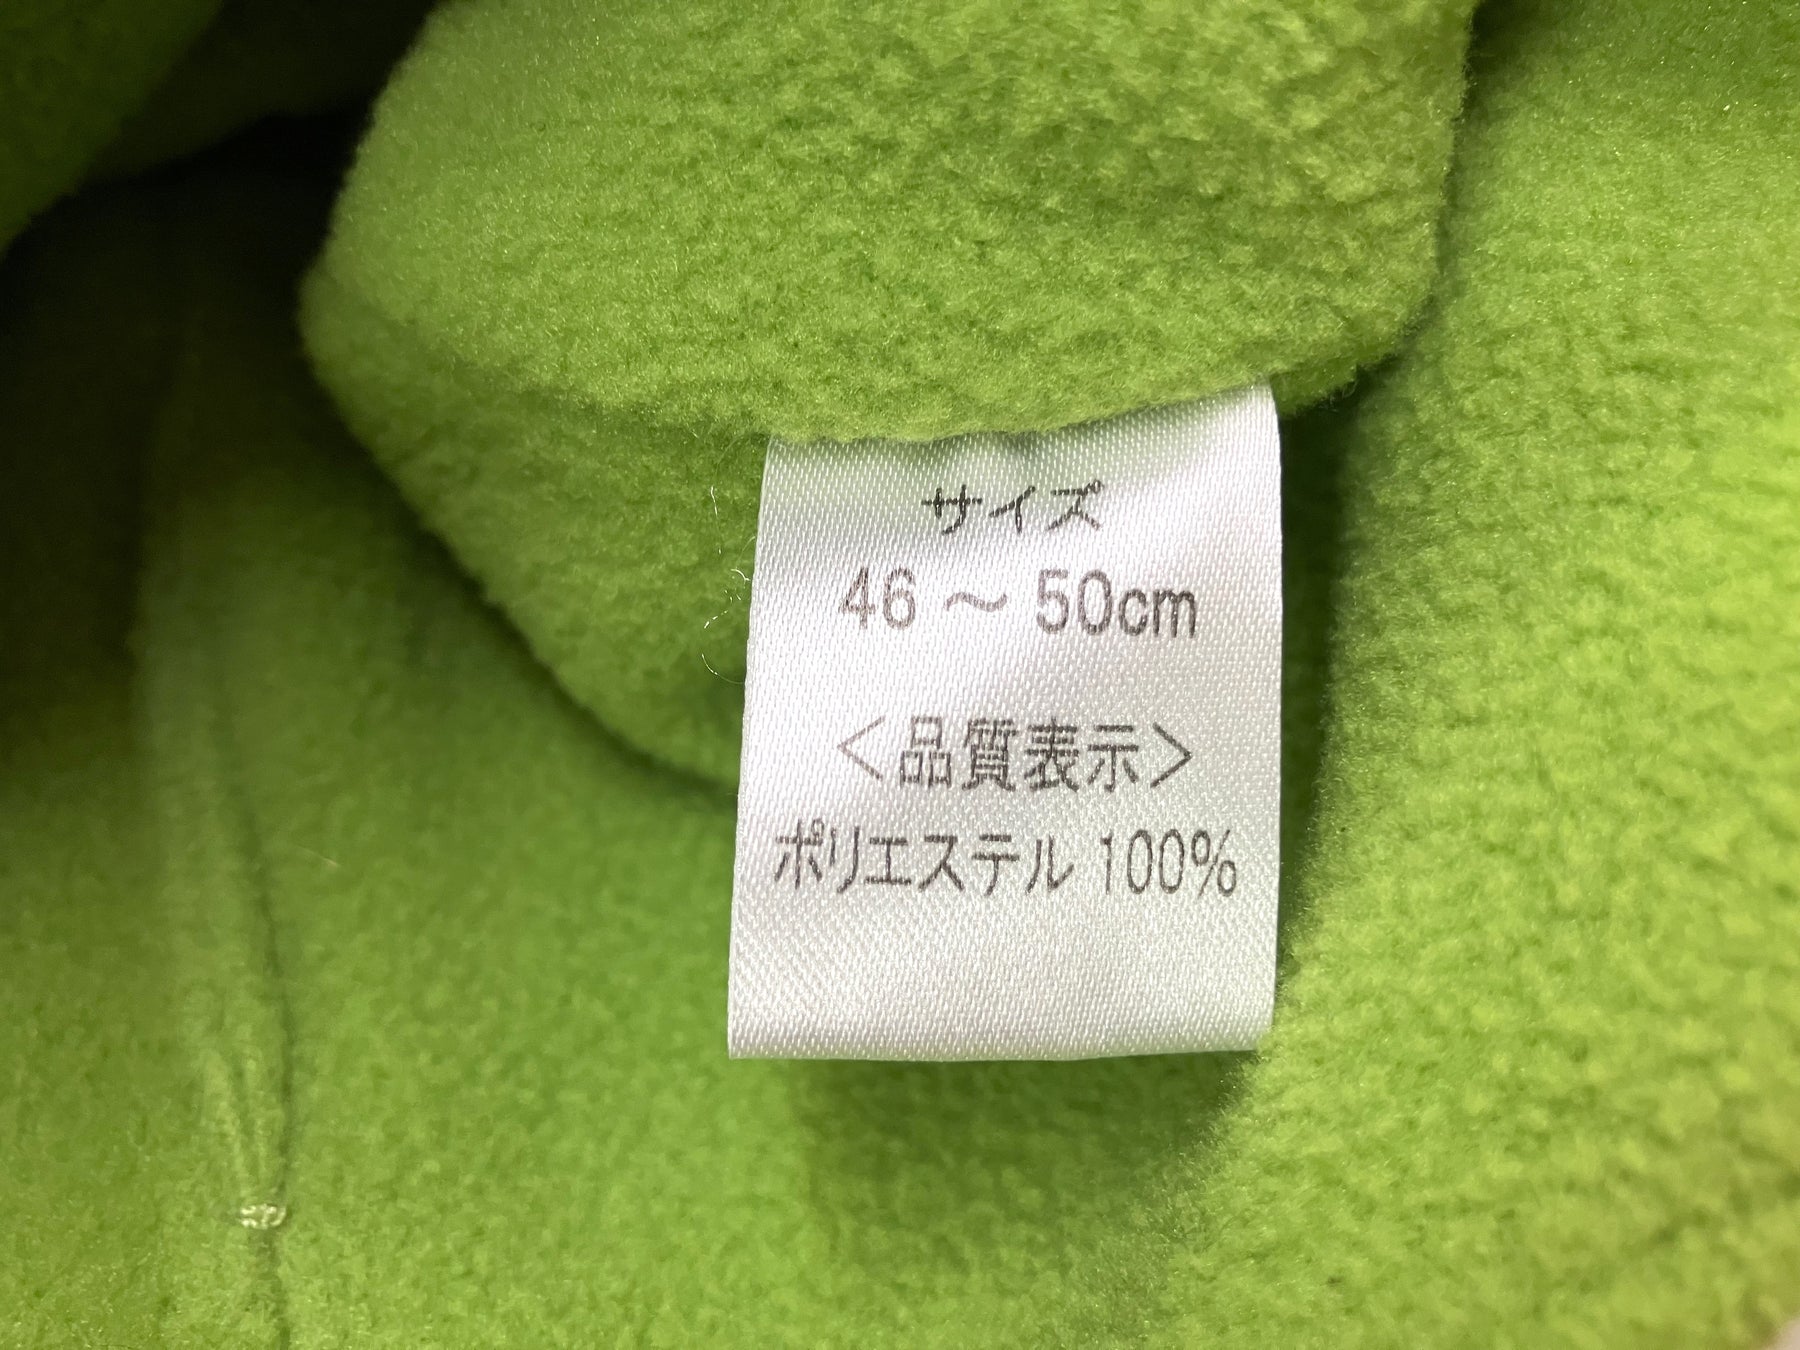 サイズ
46 ～ 50cm
＜品質表示＞
ポリエステル 100%